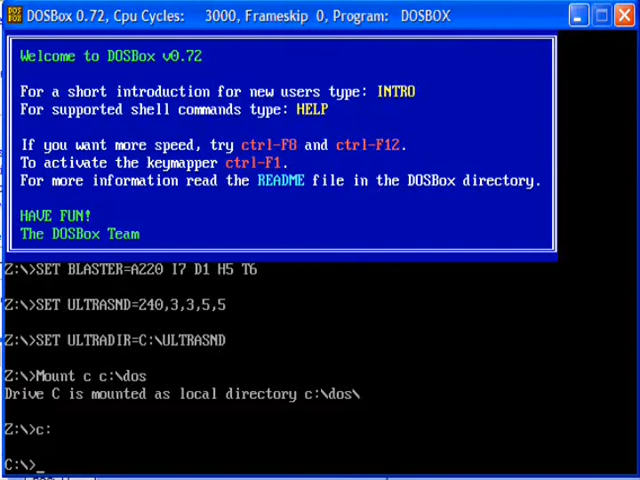 DOSBox 0.72, Cpu Cycles: 3000, Frameskip 0, Program: DOSBOX
Welcome to DOSBox v0.72
For a short introduction for new users type: INTRO
For supported shell commands type: HELP
If you want more speed, try ctrl-F8 and ctrl-F12.
To activate the keymapper ctrl-F1.
For more information read the README file in the DOSBox directory.
HAVE FUN!
The DOSBox Team
Z:\>SET BLASTER=A220 I7 D1 H5 T6
Z:\>SET ULTRASND=240,3,3,5,5
Z:\>SET ULTRADIR=C:\ULTRASND
Z:\>Mount c c:\dos
Drive C is mounted as local directory c:\dos\
Z:\>c:
C:\>_